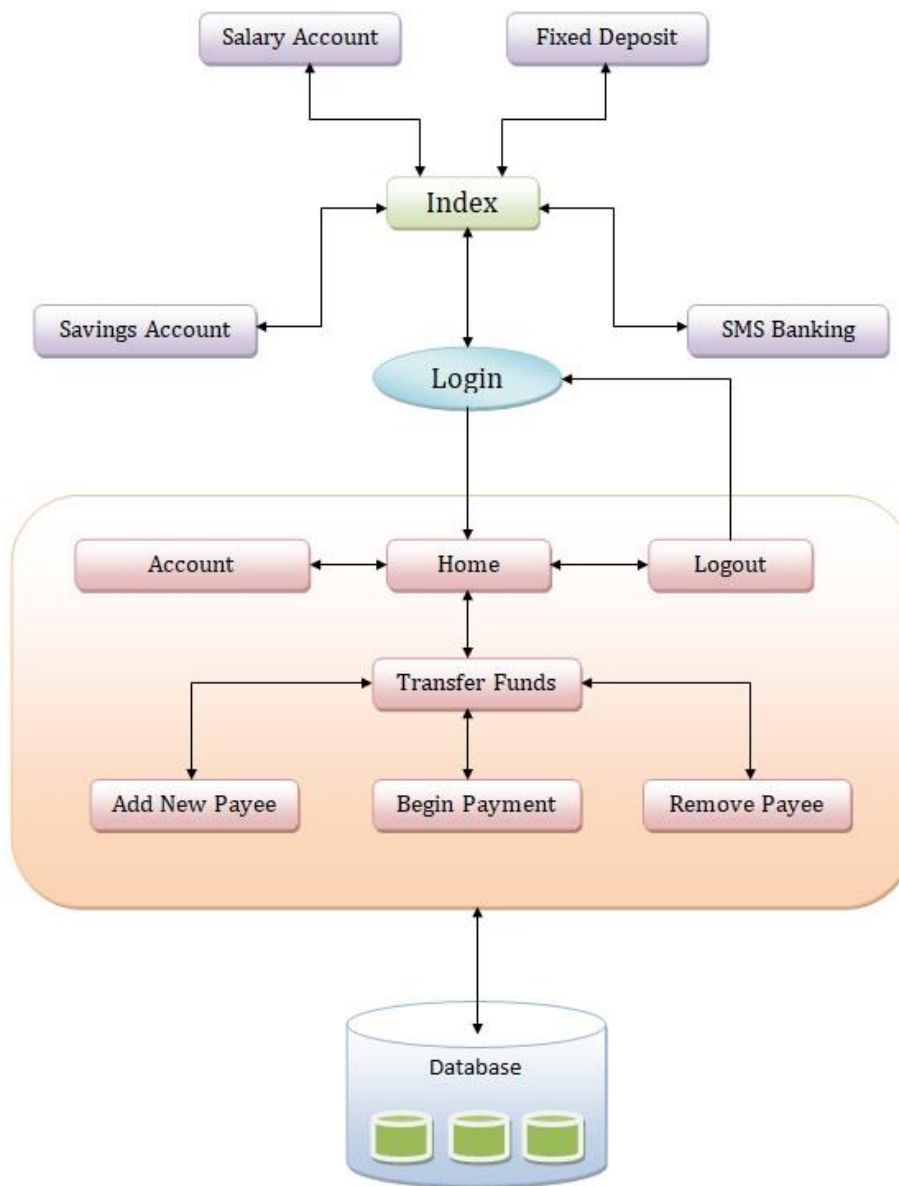 Salary Account
Fixed Deposit
Index
Savings Account
SMS Banking
Login
Account
Home
Logout
Transfer Funds
Add New Payee
Begin Payment
Remove Payee
Database